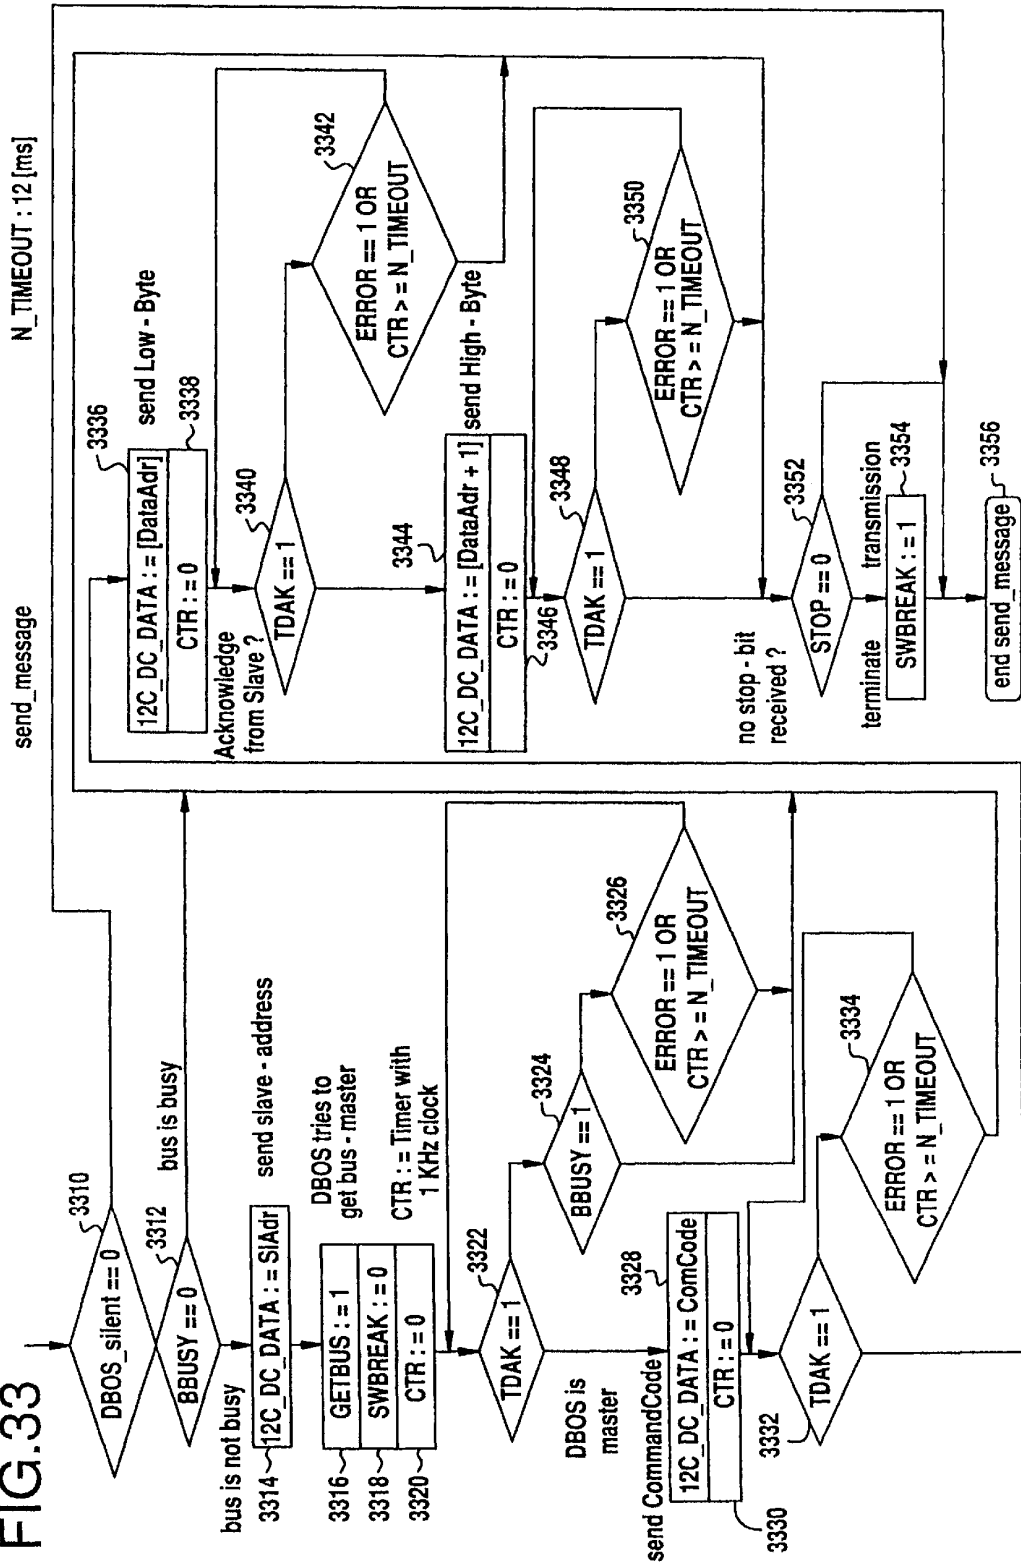 FIG.33
send_message
N_TIMEOUT : 12 [ms]
3310
DBOS_silent == 0
3312
BBUSY == 0
bus is busy
bus is not busy
send slave - address
3314
12C_DC_DATA := SlAdr
DBOS tries to
get bus - master
3316
GETBUS := 1
3318
SWBREAK := 0
3320
CTR := 0
CTR := Timer with
1 KHz clock
3322
TDAK == 1
3324
BBUSY == 1
3326
ERROR == 1 OR
CTR > = N_TIMEOUT
DBOS is
master
send CommandCode
3328
12C_DC_DATA := ComCode
CTR := 0
3330
3332
TDAK == 1
3334
ERROR == 1 OR
CTR > = N_TIMEOUT
3336
send Low - Byte
12C_DC_DATA := [DataAdr]
3338
CTR := 0
Acknowledge
from Slave ?
3340
TDAK == 1
3342
ERROR == 1 OR
CTR > = N_TIMEOUT
3344
send High - Byte
12C_DC_DATA := [DataAdr + 1]
CTR := 0
3346
3348
TDAK == 1
3350
ERROR == 1 OR
CTR > = N_TIMEOUT
no stop - bit
received ?
3352
STOP == 0
terminate transmission
3354
SWBREAK := 1
3356
end send_message